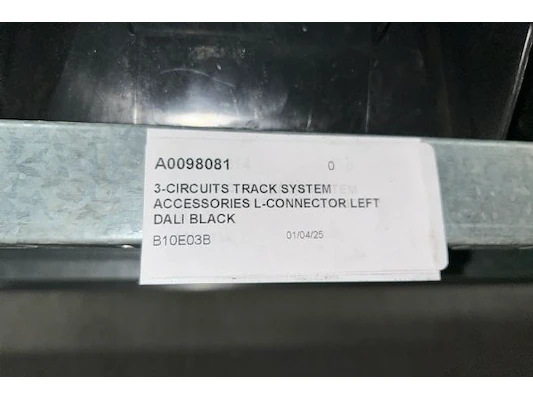 A0098081 0
3-CIRCUITS TRACK SYSTEM
ACCESSORIES L-CONNECTOR LEFT
DALI BLACK
B10E03B 01/04/25